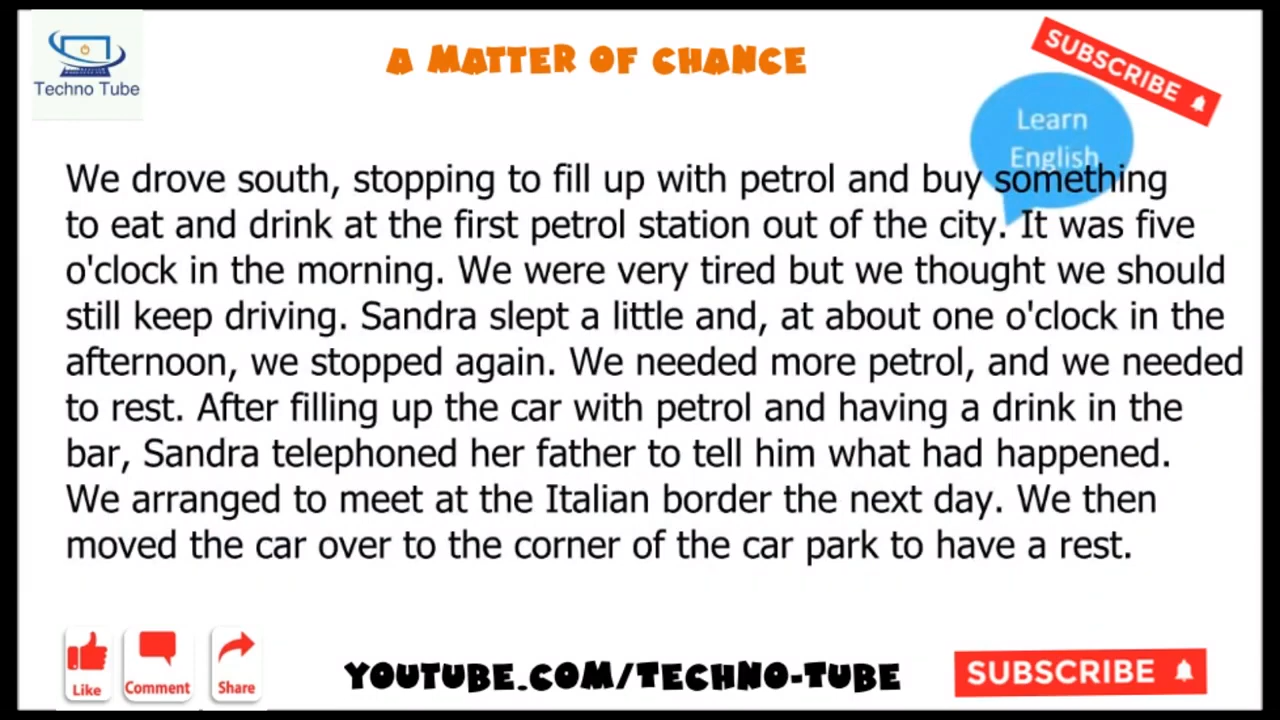 A MATTER OF CHANCE
SUBSCRIBE
Techno Tube
Learn
English
We drove south, stopping to fill up with petrol and buy something
to eat and drink at the first petrol station out of the city. It was five
o'clock in the morning. We were very tired but we thought we should
still keep driving. Sandra slept a little and, at about one o'clock in the
afternoon, we stopped again. We needed more petrol, and we needed
to rest. After filling up the car with petrol and having a drink in the
bar, Sandra telephoned her father to tell him what had happened.
We arranged to meet at the Italian border the next day. We then
moved the car over to the corner of the car park to have a rest.
Like
Comment
Share
YOUTUBE.COM/TECHNO-TUBE
SUBSCRIBE